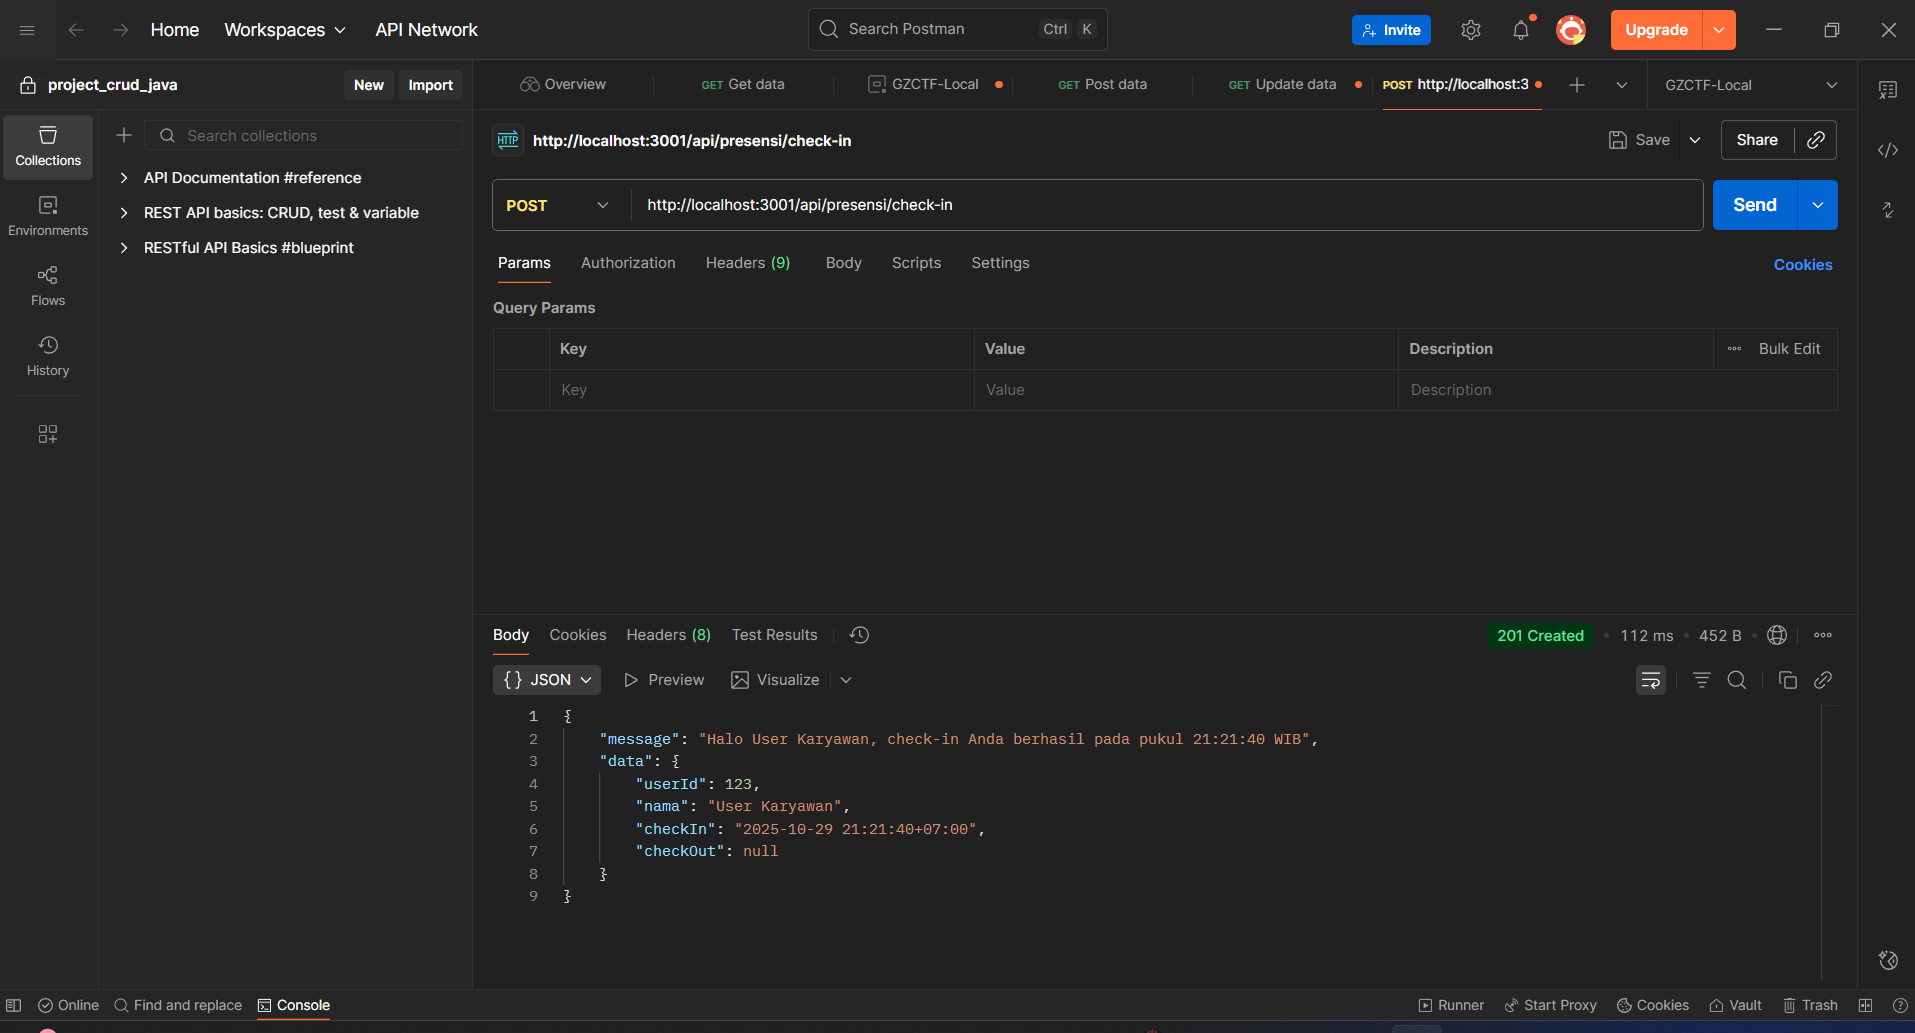 Home Workspaces API Network Search Postman Ctrl K Invite Upgrade
project_crud_java New Import Overview GET Get data GZCTF-Local GET Post data GET Update data POST http://localhost:3 GZCTF-Local
Collections
Environments
Flows
History
Search collections
API Documentation #reference
REST API basics: CRUD, test & variable
RESTful API Basics #blueprint
HTTP http://localhost:3001/api/presensi/check-in Save Share
POST http://localhost:3001/api/presensi/check-in Send
Params Authorization Headers (9) Body Scripts Settings Cookies
Query Params
Key Value Description Bulk Edit
Key Value Description
Body Cookies Headers (8) Test Results 201 Created 112 ms 452 B
{} JSON Preview Visualize
1 {
2 "message": "Halo User Karyawan, check-in Anda berhasil pada pukul 21:21:40 WIB",
3 "data": {
4 "userId": 123,
5 "nama": "User Karyawan",
6 "checkIn": "2025-10-29 21:21:40+07:00",
7 "checkOut": null
8 }
9 }
Online Find and replace Console Runner Start Proxy Cookies Vault Trash